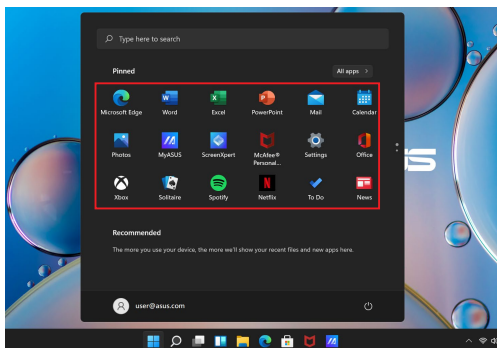 Type here to search
Pinned
All apps >
Microsoft Edge
Word
Excel
PowerPoint
Mail
Calendar
Photos
MyASUS
ScreenXpert
McAfee®
Personal...
Settings
Office
Xbox
Solitaire
Spotify
Netflix
To Do
News
Recommended
The more you use your device, the more we'll show your recent files and new apps here.
user@asus.com